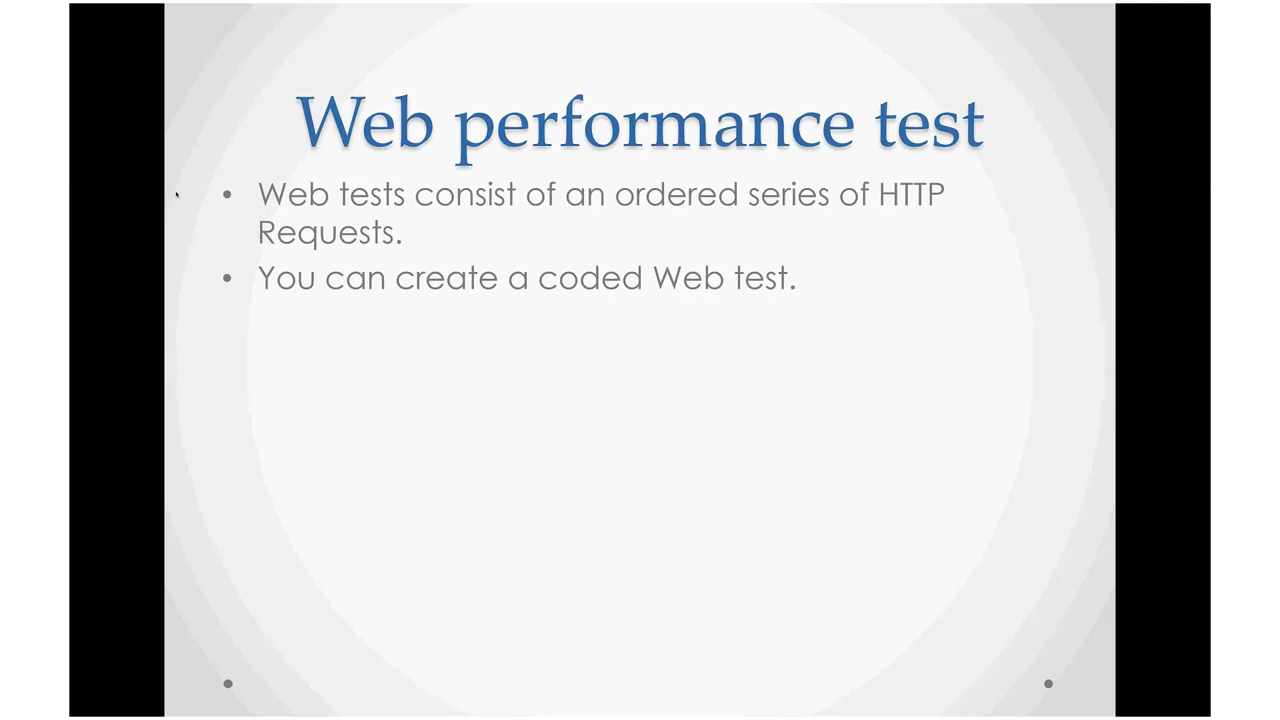 Web performance test
• Web tests consist of an ordered series of HTTP
Requests.
• You can create a coded Web test.